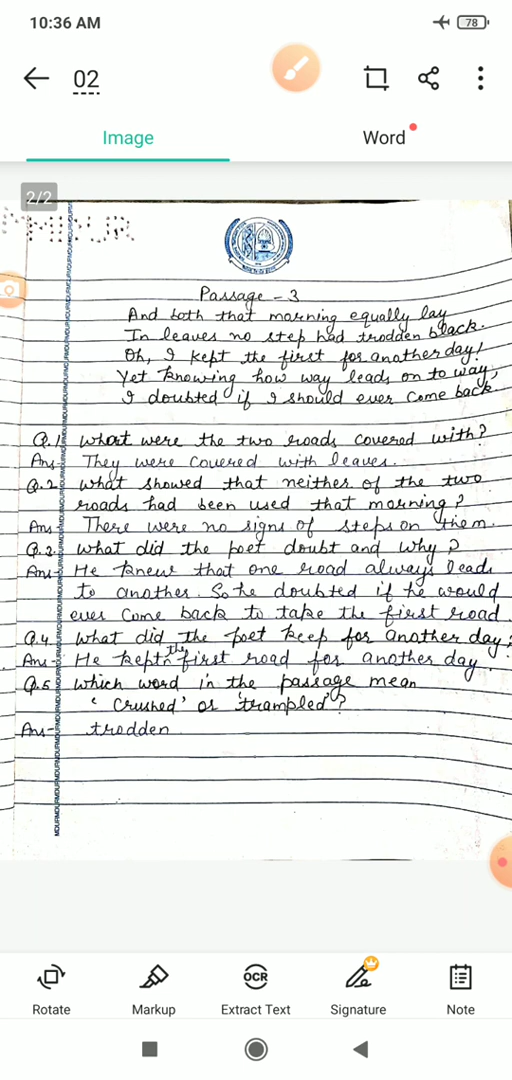 10:36 AM
78
02
Image
Word
2/2
Passage - 3
And both that morning equally lay
In leaves no step had trodden black.
Oh, I kept the first for another day!
Yet knowing how way leads on to way,
I doubted if I should ever come back.
Q.1 What were the two roads covered with?
Ans- They were covered with leaves.
Q.2 What showed that neither of the two
roads had been used that morning?
Ans- There were no signs of steps on them.
Q.3 What did the poet doubt and why?
Ans- He knew that one road always leads
to another. So he doubted if he would
ever come back to take the first road.
Q.4 What did the poet keep for another day?
Ans- He kept the first road for another day.
Q.5 which word in the passage mean
'crushed' or 'trampled'?
Ans- trodden
Rotate
Markup
OCR
Extract Text
Signature
Note